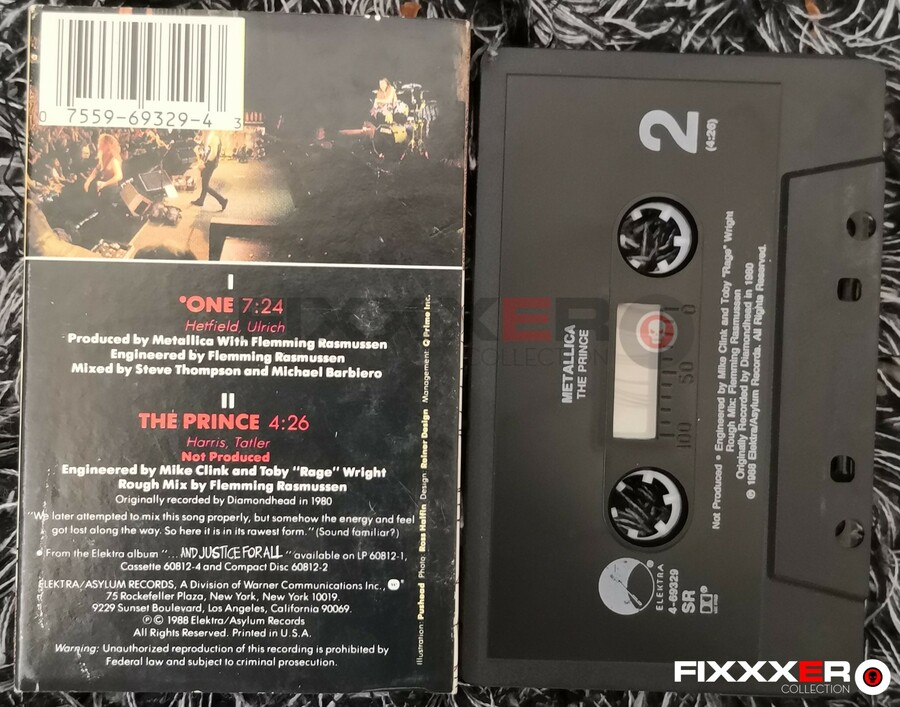 0 7559-69329-4 3
I
•ONE 7:24
Hetfield, Ulrich
Produced by Metallica With Flemming Rasmussen
Engineered by Flemming Rasmussen
Mixed by Steve Thompson and Michael Barbiero
II
THE PRINCE 4:26
Harris, Tatler
Not Produced
Engineered by Mike Clink and Toby "Rage" Wright
Rough Mix by Flemming Rasmussen
Originally recorded by Diamondhead in 1980
"We later attempted to mix this song properly, but somehow the energy and feel
got lost along the way. So here it is in its rawest form." (Sound familiar?)
• From the Elektra album "...AND JUSTICE FOR ALL" available on LP 60812-1,
Cassette 60812-4 and Compact Disc 60812-2
ELEKTRA/ASYLUM RECORDS, A Division of Warner Communications Inc.,
75 Rockefeller Plaza, New York, New York 10019.
9229 Sunset Boulevard, Los Angeles, California 90069.
℗© 1988 Elektra/Asylum Records
All Rights Reserved. Printed in U.S.A.
Warning: Unauthorized reproduction of this recording is prohibited by
Federal law and subject to criminal prosecution.
Illustration: Pushead Photo: Ross Halfin Design: Reiner Design Management: Q Prime Inc.
2
(4:26)
METALLICA
THE PRINCE
100 50 0
Not Produced • Engineered by Mike Clink and Toby "Rage" Wright
Rough Mix: Flemming Rasmussen
Originally Recorded by Diamondhead in 1980
℗ 1988 Elektra/Asylum Records. All Rights Reserved.
ELEKTRA
4-69329
SR
FIXXXER
COLLECTION
FIXXXER
COLLECTION